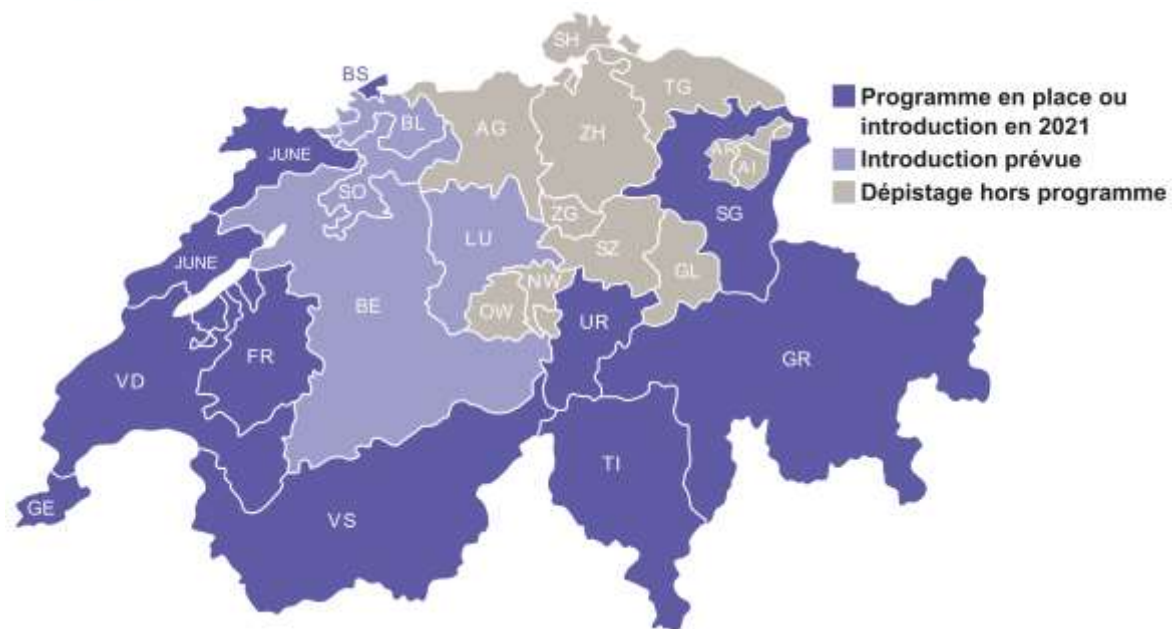 SH
BS
TG
BL
AG
ZH
JUNE
AR
AI
SO
ZG
SG
LU
SZ
JUNE
NW
GL
OW
BE
UR
FR
GR
VD
TI
GE
VS
Programme en place ou
introduction en 2021
Introduction prévue
Dépistage hors programme